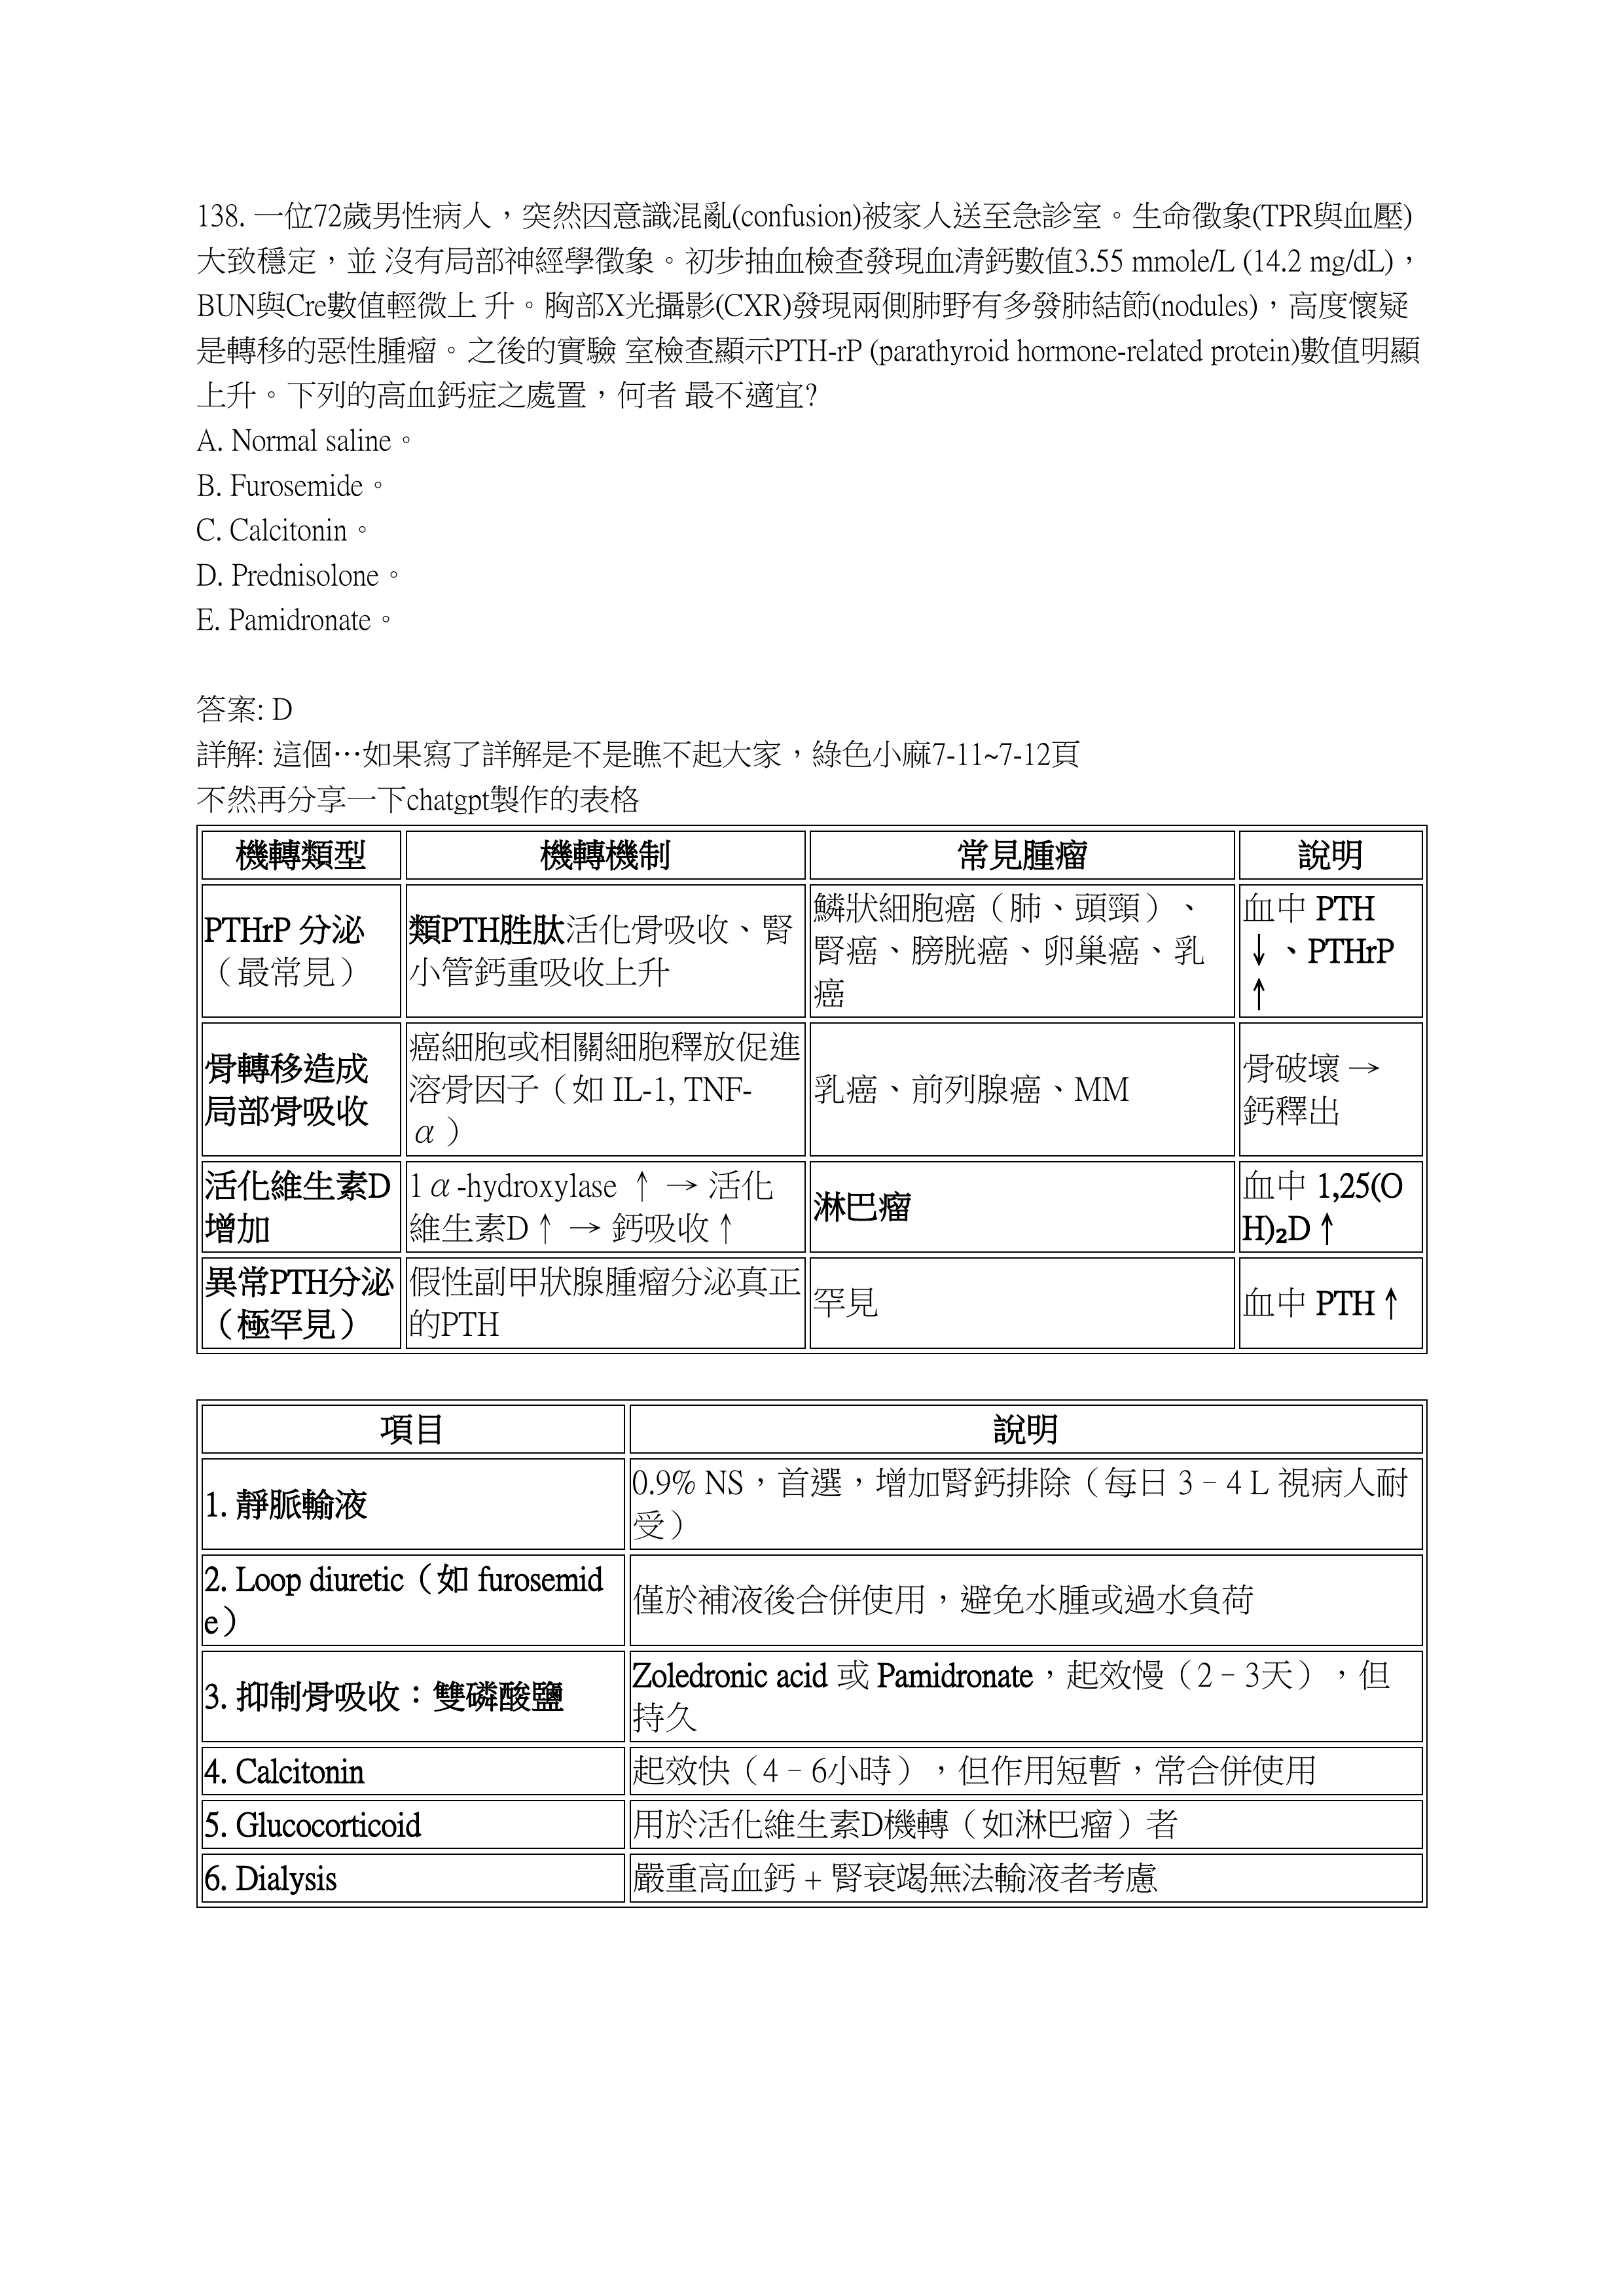 138. 一位72歲男性病人，突然因意識混亂(confusion)被家人送至急診室。生命徵象(TPR與血壓)
大致穩定，並 沒有局部神經學徵象。初步抽血檢查發現血清鈣數值3.55 mmole/L (14.2 mg/dL)，
BUN與Cre數值輕微上 升。胸部X光攝影(CXR)發現兩側肺野有多發肺結節(nodules)，高度懷疑
是轉移的惡性腫瘤。之後的實驗 室檢查顯示PTH-rP (parathyroid hormone-related protein)數值明顯
上升。下列的高血鈣症之處置，何者 最不適宜?
A. Normal saline。
B. Furosemide。
C. Calcitonin。
D. Prednisolone。
E. Pamidronate。
答案: D
詳解: 這個…如果寫了詳解是不是瞧不起大家，綠色小麻7-11~7-12頁
不然再分享一下chatgpt製作的表格
機轉類型 機轉機制 常見腫瘤 說明
PTHrP 分泌
（最常見）
類PTH胜肽活化骨吸收、腎
小管鈣重吸收上升
鱗狀細胞癌（肺、頭頸）、
腎癌、膀胱癌、卵巢癌、乳
癌
血中 PTH
↓、PTHrP
↑
骨轉移造成
局部骨吸收
癌細胞或相關細胞釋放促進
溶骨因子（如 IL-1, TNF-
α）
乳癌、前列腺癌、MM
骨破壞 →
鈣釋出
活化維生素D
增加
1α-hydroxylase ↑ → 活化
維生素D↑ → 鈣吸收↑
淋巴瘤
血中 1,25(O
H)₂D↑
異常PTH分泌
（極罕見）
假性副甲狀腺腫瘤分泌真正
的PTH
罕見
血中 PTH↑
項目 說明
1. 靜脈輸液
0.9% NS，首選，增加腎鈣排除（每日 3–4 L 視病人耐
受）
2. Loop diuretic（如 furosemid
e）
僅於補液後合併使用，避免水腫或過水負荷
3. 抑制骨吸收：雙磷酸鹽
Zoledronic acid 或 Pamidronate，起效慢（2–3天），但
持久
4. Calcitonin
起效快（4–6小時），但作用短暫，常合併使用
5. Glucocorticoid
用於活化維生素D機轉（如淋巴瘤）者
6. Dialysis
嚴重高血鈣 + 腎衰竭無法輸液者考慮